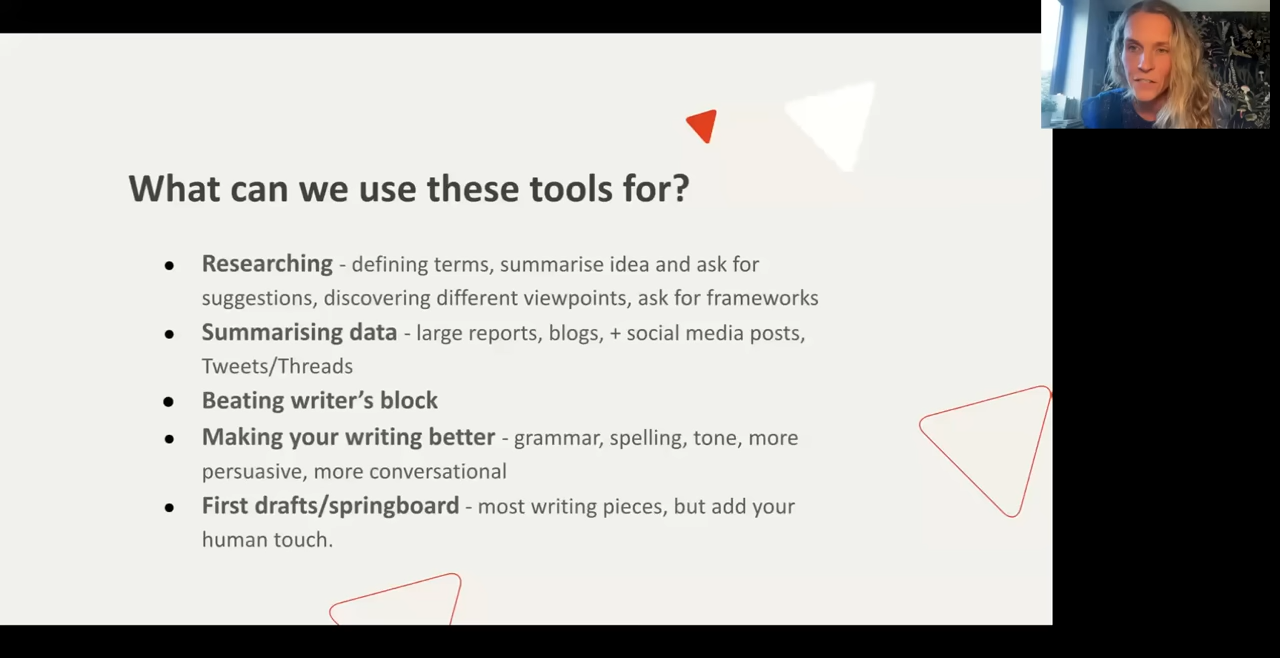 What can we use these tools for?
● Researching - defining terms, summarise idea and ask for
suggestions, discovering different viewpoints, ask for frameworks
● Summarising data - large reports, blogs, + social media posts,
Tweets/Threads
● Beating writer’s block
● Making your writing better - grammar, spelling, tone, more
persuasive, more conversational
● First drafts/springboard - most writing pieces, but add your
human touch.